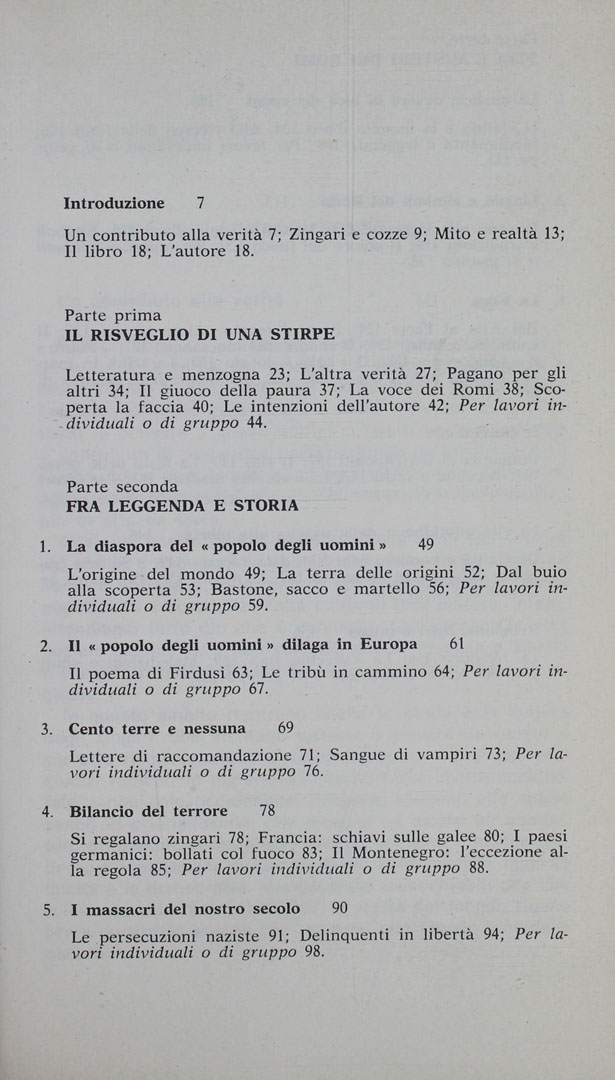 Introduzione 7
Un contributo alla verità 7; Zingari e cozze 9; Mito e realtà 13;
Il libro 18; L'autore 18.
Parte prima
IL RISVEGLIO DI UNA STIRPE
Letteratura e menzogna 23; L'altra verità 27; Pagano per gli
altri 34; Il giuoco della paura 37; La voce dei Romi 38; Sco-
perta la faccia 40; Le intenzioni dell'autore 42; Per lavori in-
dividuali o di gruppo 44.
Parte seconda
FRA LEGGENDA E STORIA
1. La diaspora del « popolo degli uomini » 49
L'origine del mondo 49; La terra delle origini 52; Dal buio
alla scoperta 53; Bastone, sacco e martello 56; Per lavori in-
dividuali o di gruppo 59.
2. Il « popolo degli uomini » dilaga in Europa 61
Il poema di Firdusi 63; Le tribù in cammino 64; Per lavori in-
dividuali o di gruppo 67.
3. Cento terre e nessuna 69
Lettere di raccomandazione 71; Sangue di vampiri 73; Per la-
vori individuali o di gruppo 76.
4. Bilancio del terrore 78
Si regalano zingari 78; Francia: schiavi sulle galee 80; I paesi
germanici: bollati col fuoco 83; Il Montenegro: l'eccezione al-
la regola 85; Per lavori individuali o di gruppo 88.
5. I massacri del nostro secolo 90
Le persecuzioni naziste 91; Delinquenti in libertà 94; Per la-
vori individuali o di gruppo 98.